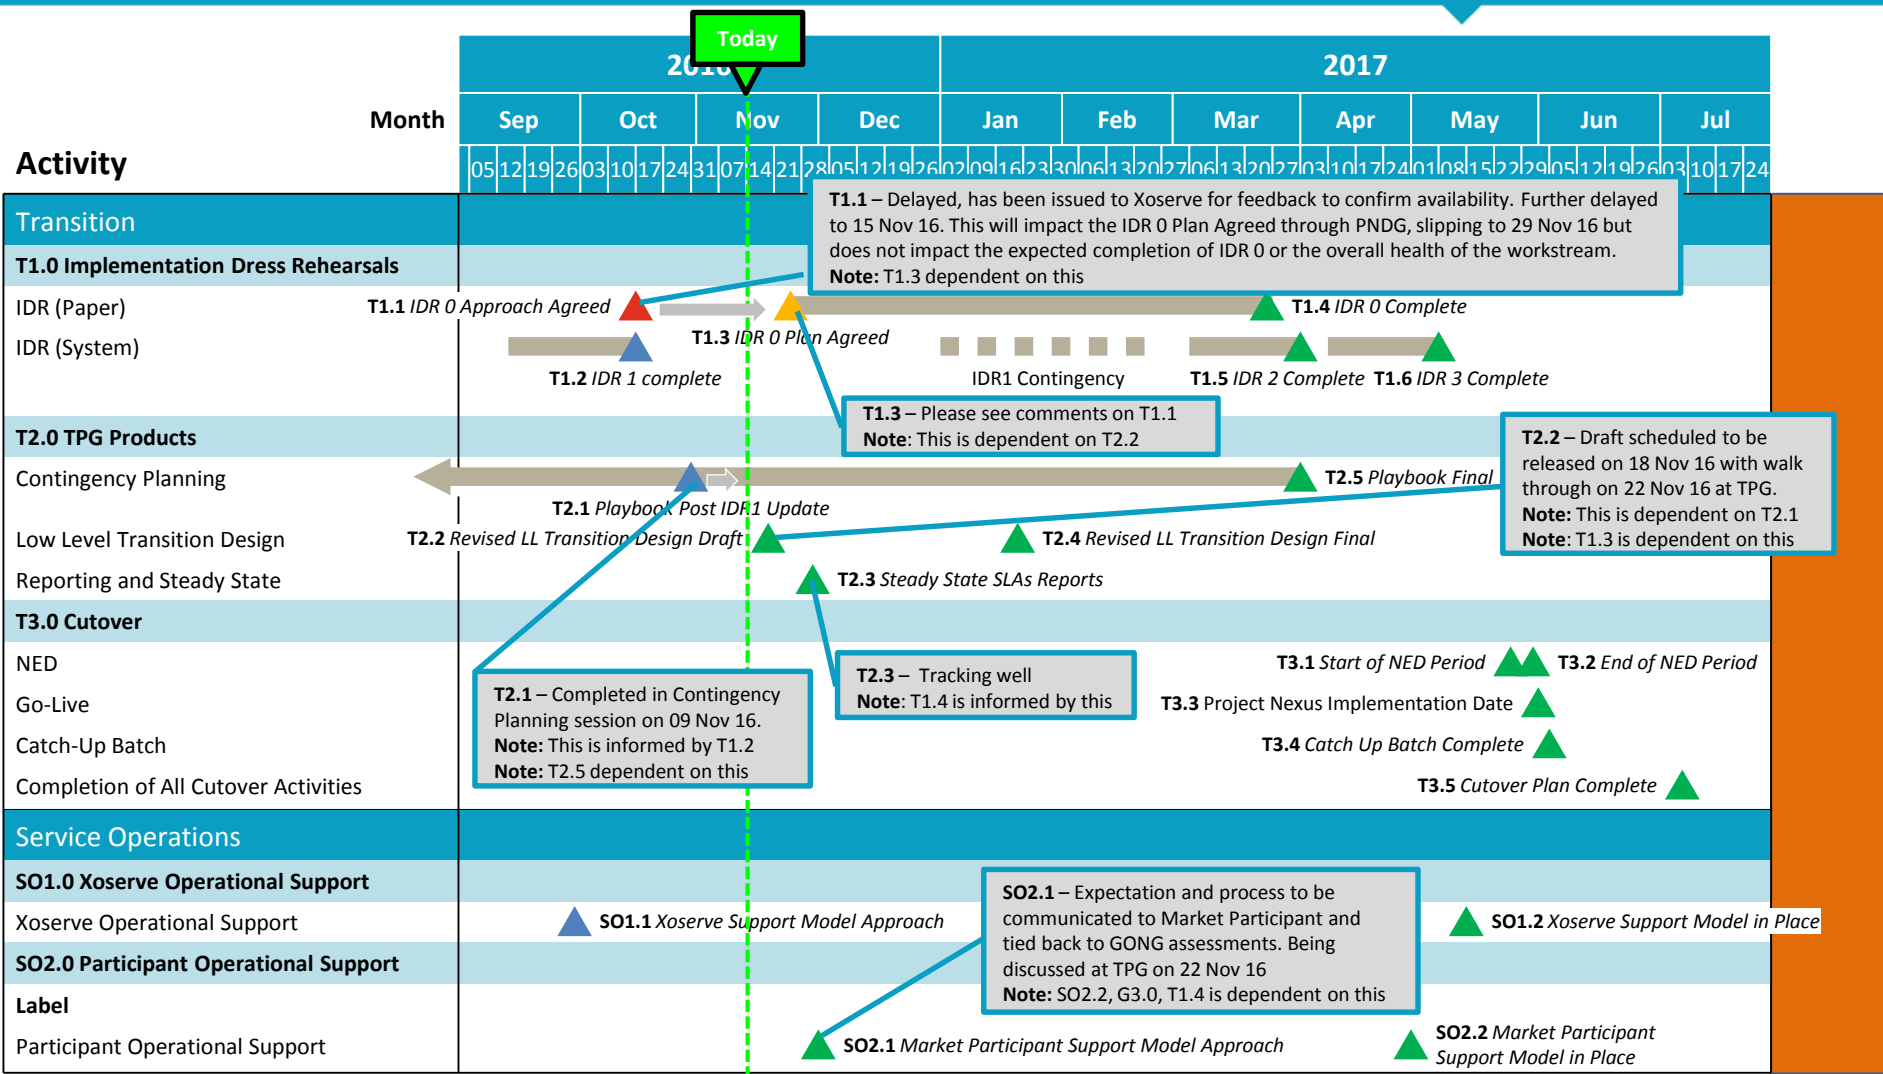 Today
2016 2017
Month Sep Oct Nov Dec Jan Feb Mar Apr May Jun Jul
Activity
05 12 19 26 03 10 17 24 31 07 14 21 28 05 12 19 26 02 09 16 23 30 06 13 20 27 06 13 20 27 03 10 17 24 01 08 15 22 29 05 12 19 26 03 10 17 24
Transition
T1.1 – Delayed, has been issued to Xoserve for feedback to confirm availability. Further delayed
to 15 Nov 16. This will impact the IDR 0 Plan Agreed through PNDG, slipping to 29 Nov 16 but
does not impact the expected completion of IDR 0 or the overall health of the workstream.
Note: T1.3 dependent on this
T1.0 Implementation Dress Rehearsals
IDR (Paper)
T1.1 IDR 0 Approach Agreed
T1.3 IDR 0 Plan Agreed
T1.4 IDR 0 Complete
IDR (System)
T1.2 IDR 1 complete
IDR1 Contingency
T1.5 IDR 2 Complete
T1.6 IDR 3 Complete
T1.3 – Please see comments on T1.1
Note: This is dependent on T2.2
T2.0 TPG Products
T2.2 – Draft scheduled to be
released on 18 Nov 16 with walk
through on 22 Nov 16 at TPG.
Note: This is dependent on T2.1
Note: T1.3 is dependent on this
Contingency Planning
T2.5 Playbook Final
T2.1 Playbook Post IDR1 Update
Low Level Transition Design
T2.2 Revised LL Transition Design Draft
T2.4 Revised LL Transition Design Final
Reporting and Steady State
T2.3 Steady State SLAs Reports
T3.0 Cutover
NED
T3.1 Start of NED Period
T3.2 End of NED Period
T2.3 – Tracking well
Note: T1.4 is informed by this
T2.1 – Completed in Contingency
Planning session on 09 Nov 16.
Note: This is informed by T1.2
Note: T2.5 dependent on this
Go-Live
T3.3 Project Nexus Implementation Date
Catch-Up Batch
T3.4 Catch Up Batch Complete
Completion of All Cutover Activities
T3.5 Cutover Plan Complete
Service Operations
SO1.0 Xoserve Operational Support
SO2.1 – Expectation and process to be
communicated to Market Participant and
tied back to GONG assessments. Being
discussed at TPG on 22 Nov 16
Note: SO2.2, G3.0, T1.4 is dependent on this
Xoserve Operational Support
SO1.1 Xoserve Support Model Approach
SO1.2 Xoserve Support Model in Place
SO2.0 Participant Operational Support
Label
Participant Operational Support
SO2.1 Market Participant Support Model Approach
SO2.2 Market Participant
Support Model in Place